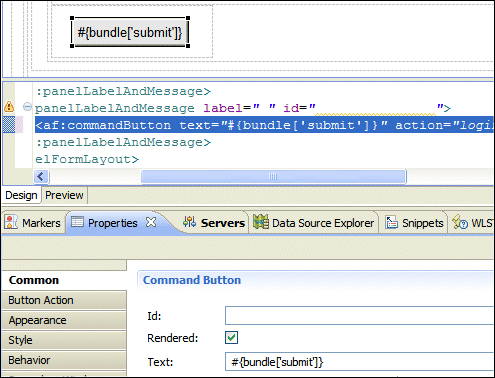 #{bundle['submit']}
:panelLabelAndMessage>
panelLabelAndMessage label=" " id=" ">
<af:commandButton text="#{bundle['submit']}" action="logi
:panelLabelAndMessage>
elFormLayout>
Design Preview
Markers Properties Servers Data Source Explorer Snippets WLST
Common Command Button
Button Action
Id:
Appearance
Style Rendered:
Behavior Text: #{bundle['submit']}